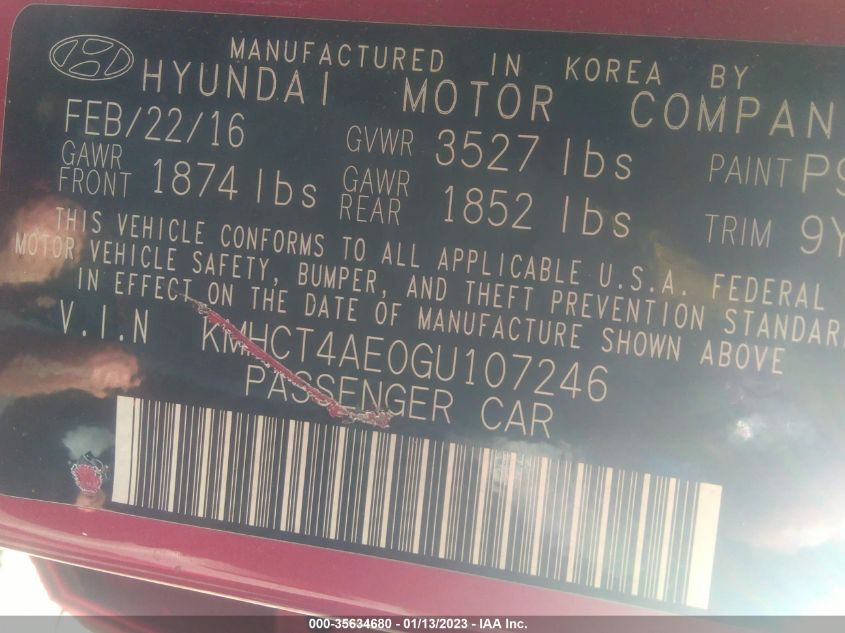 MANUFACTURED IN KOREA BY
HYUNDAI MOTOR COMPAN
FEB/22/16 GVWR 3527 lbs PAINT P9
GAWR FRONT 1874 lbs GAWR REAR 1852 lbs TRIM 9Y
THIS VEHICLE CONFORMS TO ALL APPLICABLE U.S.A. FEDERAL
MOTOR VEHICLE SAFETY, BUMPER, AND THEFT PREVENTION STANDAR
IN EFFECT ON THE DATE OF MANUFACTURE SHOWN ABOVE
V.I.N KMHCT4AE0GU107246
PASSENGER CAR
000-35634680 - 01/13/2023 - IAA Inc.